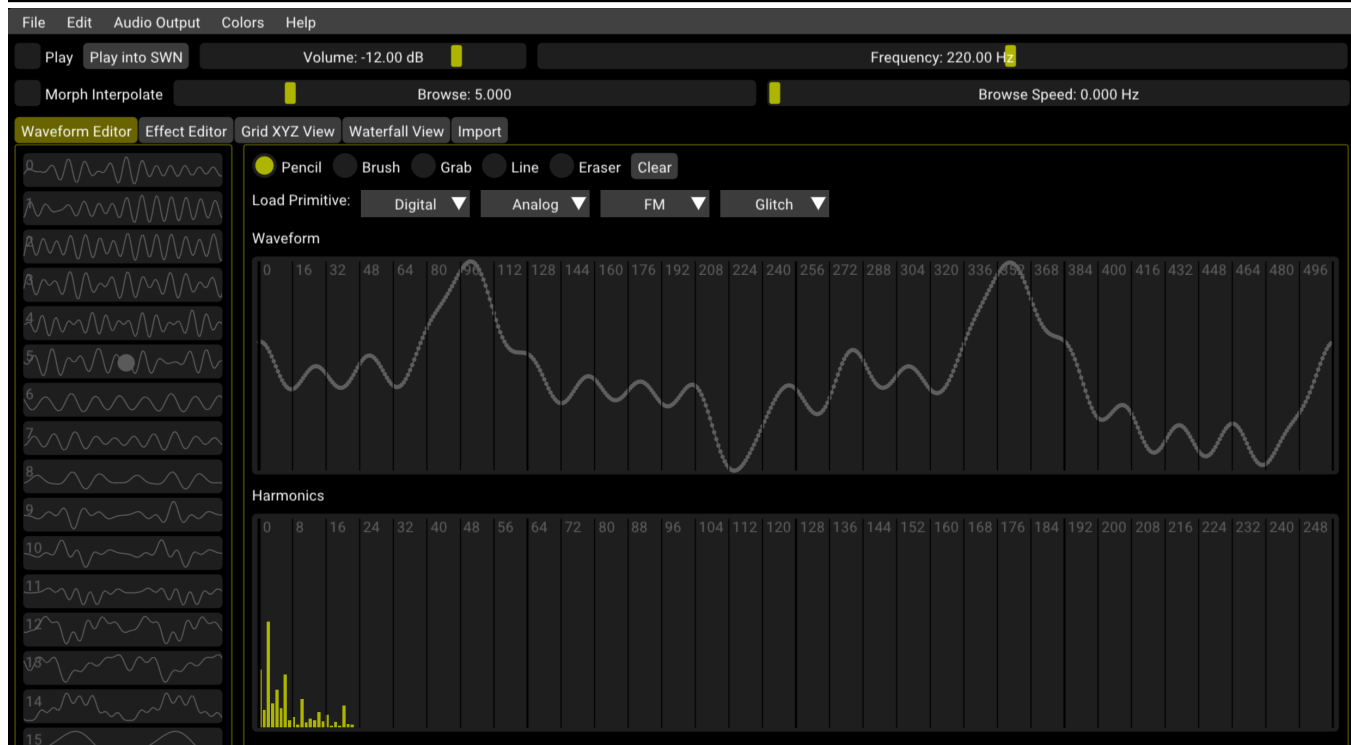 File Edit Audio Output Colors Help
Play Play into SWN Volume: -12.00 dB Frequency: 220.00 Hz
Morph Interpolate Browse: 5.000 Browse Speed: 0.000 Hz
Waveform Editor Effect Editor Grid XYZ View Waterfall View Import
0
1
2
3
4
5
6
7
8
9
10
11
12
13
14
15
Pencil Brush Grab Line Eraser Clear
Load Primitive: Digital Analog FM Glitch
Waveform
0 16 32 48 64 80 96 112 128 144 160 176 192 208 224 240 256 272 288 304 320 336 352 368 384 400 416 432 448 464 480 496
Harmonics
0 8 16 24 32 40 48 56 64 72 80 88 96 104 112 120 128 136 144 152 160 168 176 184 192 200 208 216 224 232 240 248